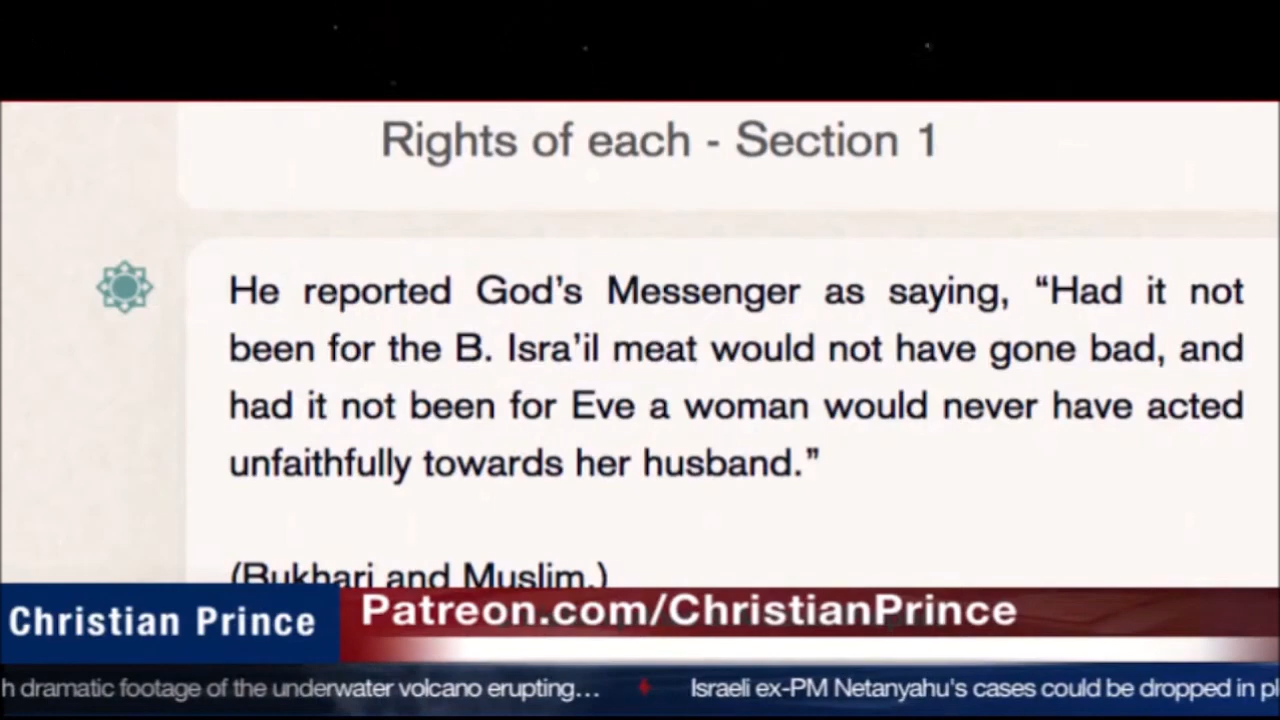 Rights of each - Section 1
He reported God's Messenger as saying, “Had it not
been for the B. Isra’il meat would not have gone bad, and
had it not been for Eve a woman would never have acted
unfaithfully towards her husband.”
(Bukhari and Muslim.)
Christian Prince
Patreon.com/ChristianPrince
h dramatic footage of the underwater volcano erupting... Israeli ex-PM Netanyahu's cases could be dropped in pl